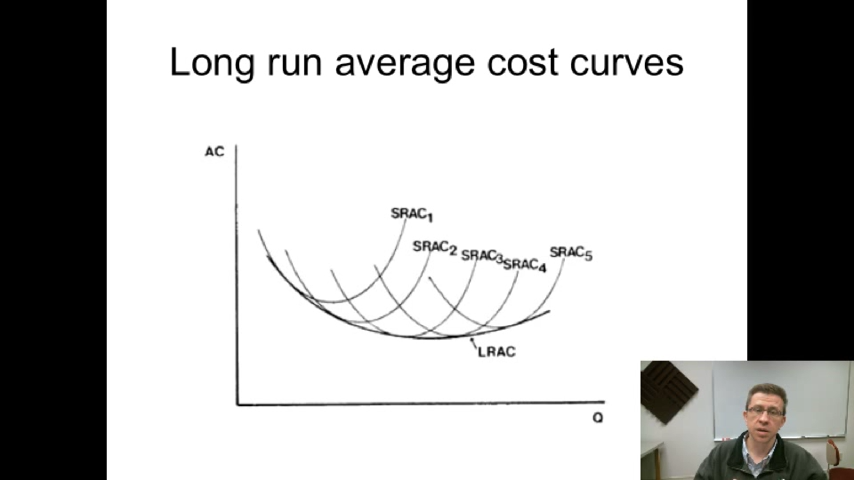 Long run average cost curves
AC
SRAC1
SRAC2
SRAC3
SRAC4
SRAC5
LRAC
Q